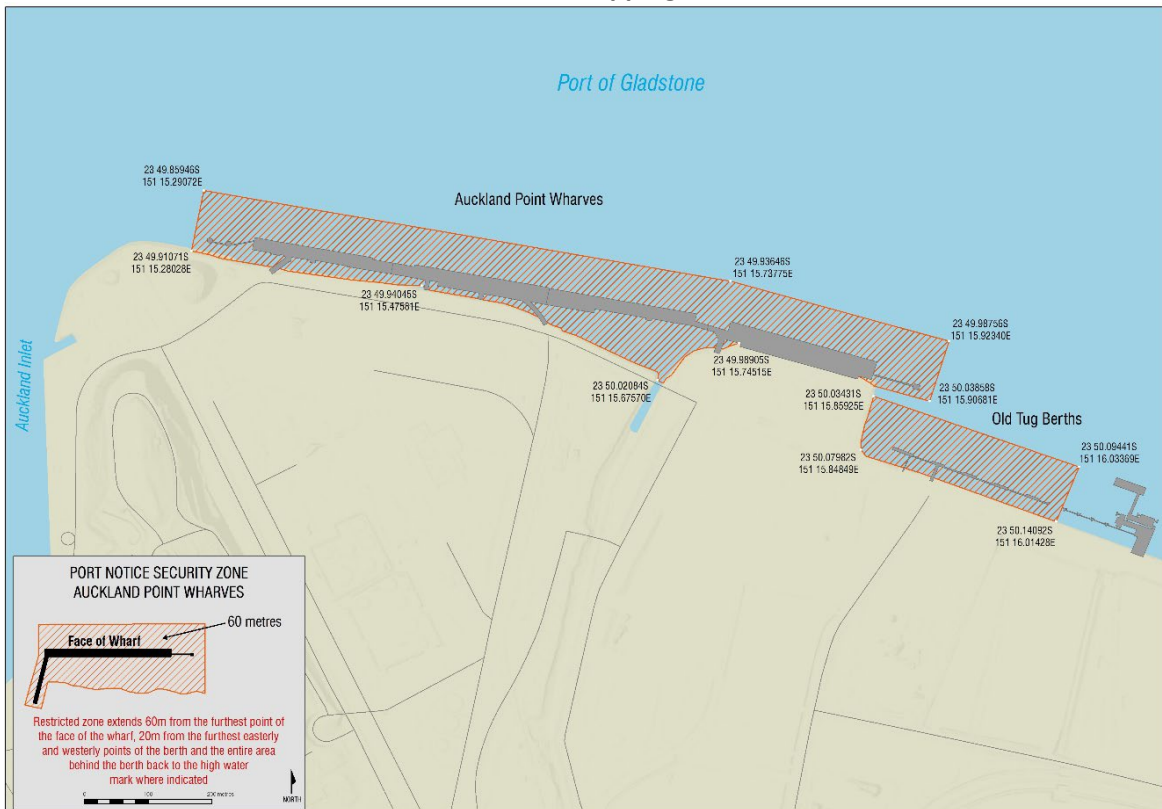 Port of Gladstone
23 49.85946S
151 15.29072E
Auckland Point Wharves
23 49.91071S
151 15.28028E
23 49.93646S
151 15.73775E
23 49.94045S
151 15.47581E
23 49.98756S
151 15.92340E
23 49.98905S
151 15.74515E
Auckland Inlet
23 50.02084S
151 15.67570E
23 50.03431S
151 15.85925E
23 50.03858S
151 15.90681E
Old Tug Berths
23 50.07982S
151 15.84849E
23 50.09441S
151 16.03369E
23 50.14092S
151 16.01428E
PORT NOTICE SECURITY ZONE
AUCKLAND POINT WHARVES
60 metres
Face of Wharf
Restricted zone extends 60m from the furthest point of
the face of the wharf, 20m from the furthest easterly
and westerly points of the berth and the entire area
behind the berth back to the high water
mark where indicated
0 100 200 metres
NORTH